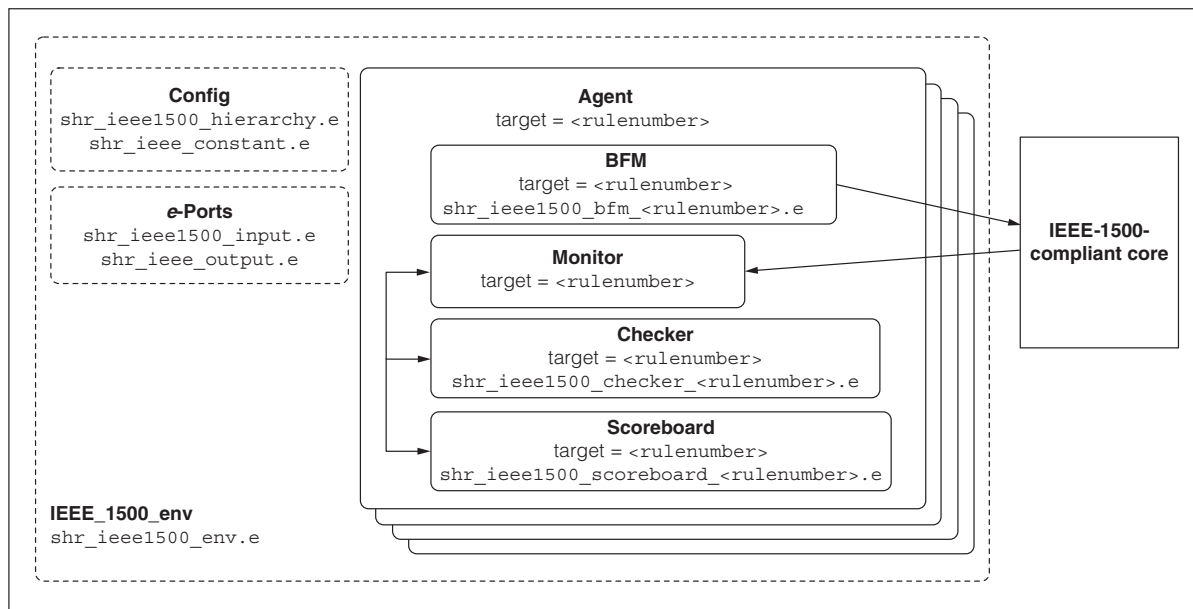 Config
shr_ieee1500_hierarchy.e
shr_ieee_constant.e
e-Ports
shr_ieee1500_input.e
shr_ieee_output.e
IEEE_1500_env
shr_ieee1500_env.e
Agent
target = <rulenumber>
BFM
target = <rulenumber>
shr_ieee1500_bfm_<rulenumber>.e
Monitor
target = <rulenumber>
Checker
target = <rulenumber>
shr_ieee1500_checker_<rulenumber>.e
Scoreboard
target = <rulenumber>
shr_ieee1500_scoreboard_<rulenumber>.e
IEEE-1500-
compliant core